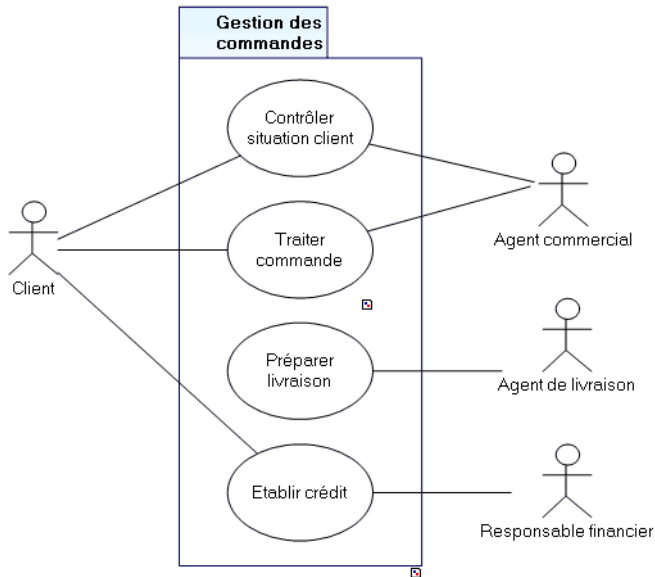 Gestion des
commandes
Contrôler
situation client
Traiter
commande
Agent commercial
Client
Préparer
livraison
Agent de livraison
Etablir crédit
Responsable financier